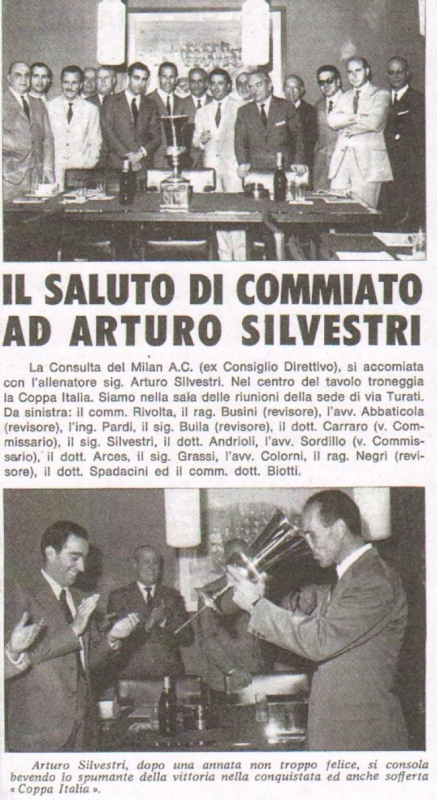 IL SALUTO DI COMMIATO
AD ARTURO SILVESTRI
La Consulta del Milan A.C. (ex Consiglio Direttivo), si accomiata
con l'allenatore sig. Arturo Silvestri. Nel centro del tavolo troneggia
la Coppa Italia. Siamo nella sala delle riunioni della sede di via Turati.
Da sinistra: il comm. Rivolta, il rag. Busini (revisore), l'avv. Abbaticola
(revisore), l'ing. Pardi, il sig. Buila (revisore), il dott. Carraro (v. Com-
missario), il sig. Silvestri, il dott. Andrioli, l'avv. Sordillo (v. Commis-
sario), il dott. Arces, il sig. Grassi, l'avv. Colorni, il rag. Negri (revi-
sore), il dott. Spadacini ed il comm. dott. Biotti.
Arturo Silvestri, dopo una annata non troppo felice, si consola
bevendo lo spumante della vittoria nella conquistata ed anche sofferta
« Coppa Italia ».